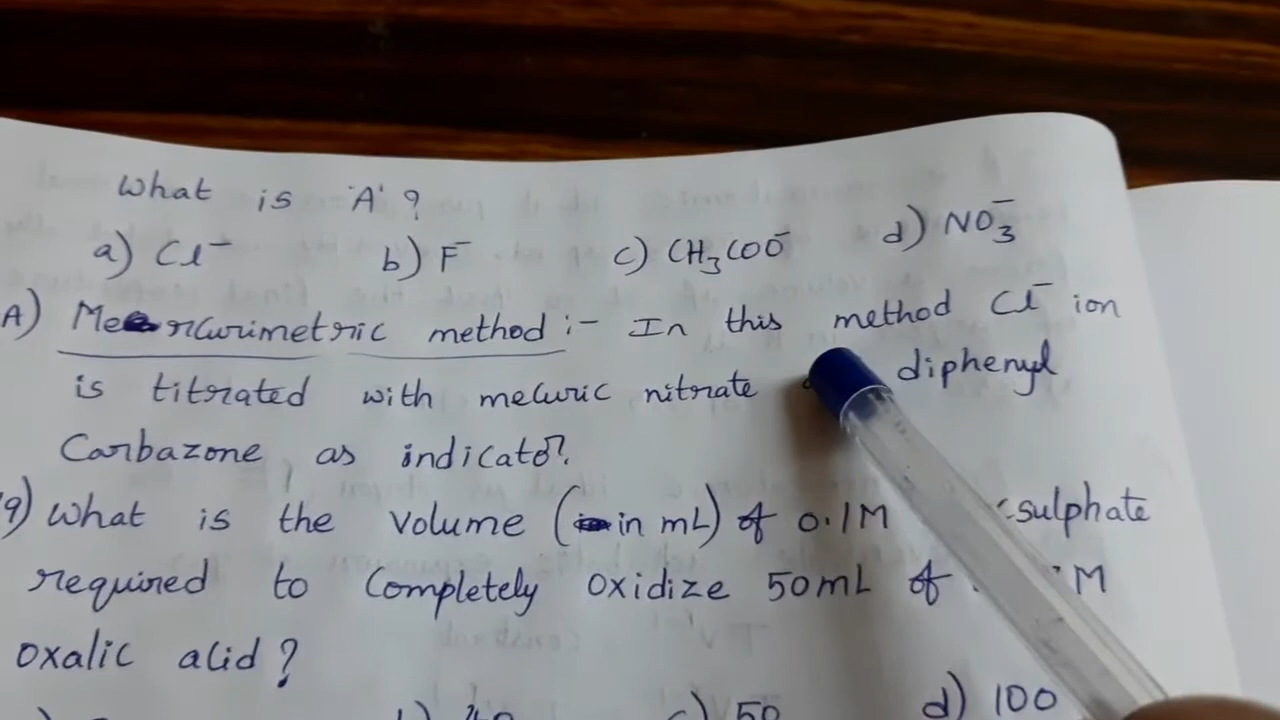 What is 'A' ?
a) Cl⁻ b) F⁻ c) CH₃COO⁻ d) NO₃⁻
A) Mercurimetric method :- In this method Cl⁻ ion
is titrated with mecuric nitrate diphenyl
Carbazone as indicator.
9) What is the volume (in mL) of 0.1M sulphate
required to completely oxidize 50mL of M
oxalic acid ?
c) 50 d) 100